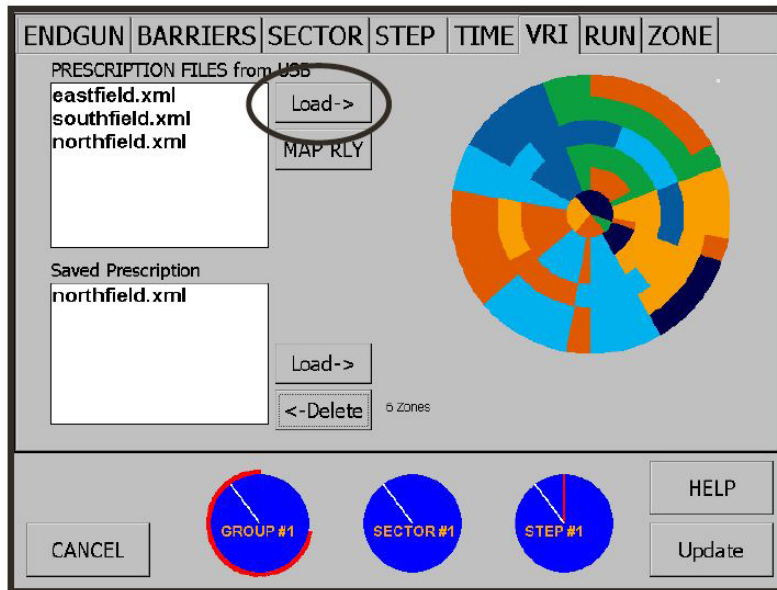 ENDGUN BARRIERS SECTOR STEP TIME VRI RUN ZONE
PRESCRIPTION FILES from USB
eastfield.xml
southfield.xml
northfield.xml
Load->
MAP RLY
Saved Prescription
northfield.xml
Load->
<-Delete
6 Zones
GROUP #1
SECTOR #1
STEP #1
HELP
CANCEL
Update